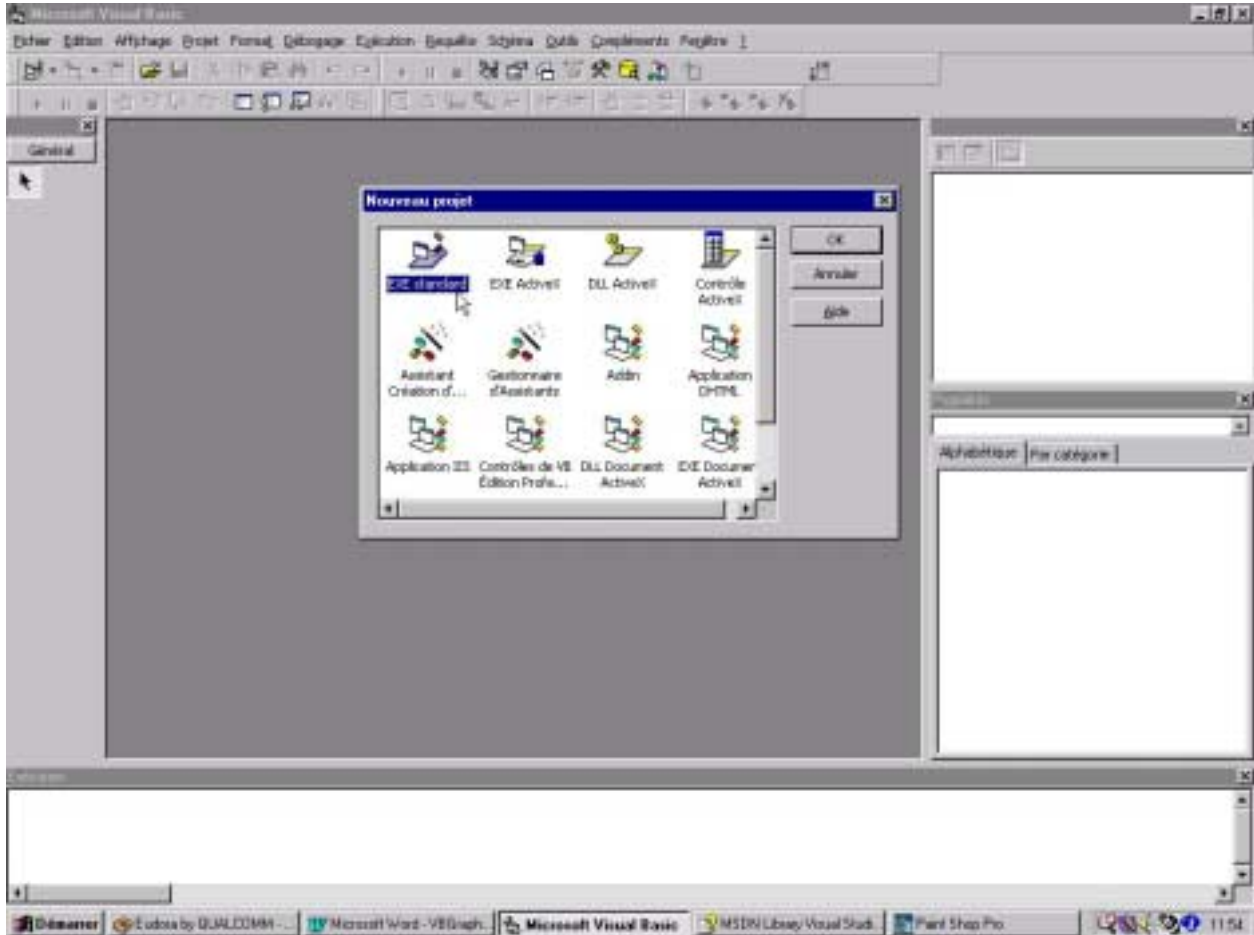 Microsoft Visual Basic
Fichier Edition Affichage Projet Format Débogage Exécution Requête Schéma Outils Compléments Fenêtre ?
Général
Nouveau projet
OK
Annuler
Aide
EXE standard EXE ActiveX DLL ActiveX Contrôle ActiveX
Assistant Création d'... Gestionnaire d'Assistants Addin Application DHTML
Application IIS Contrôles de VB Édition Profe... DLL Document ActiveX EXE Documen ActiveX
Propriétés
Alphabétique Par catégorie
Démarrer Eudora by QUALCOMM - ... Microsoft Word - VBGraph... Microsoft Visual Basic MSDN Library Visual Studi... Paint Shop Pro 11:54